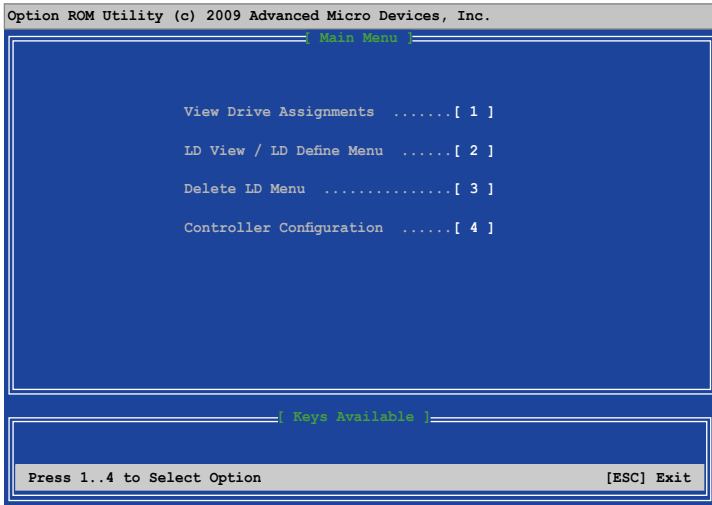 Option ROM Utility (c) 2009 Advanced Micro Devices, Inc.
[ Main Menu ]
View Drive Assignments .......[ 1 ]
LD View / LD Define Menu ......[ 2 ]
Delete LD Menu ...............[ 3 ]
Controller Configuration ......[ 4 ]
[ Keys Available ]
Press 1..4 to Select Option [ESC] Exit